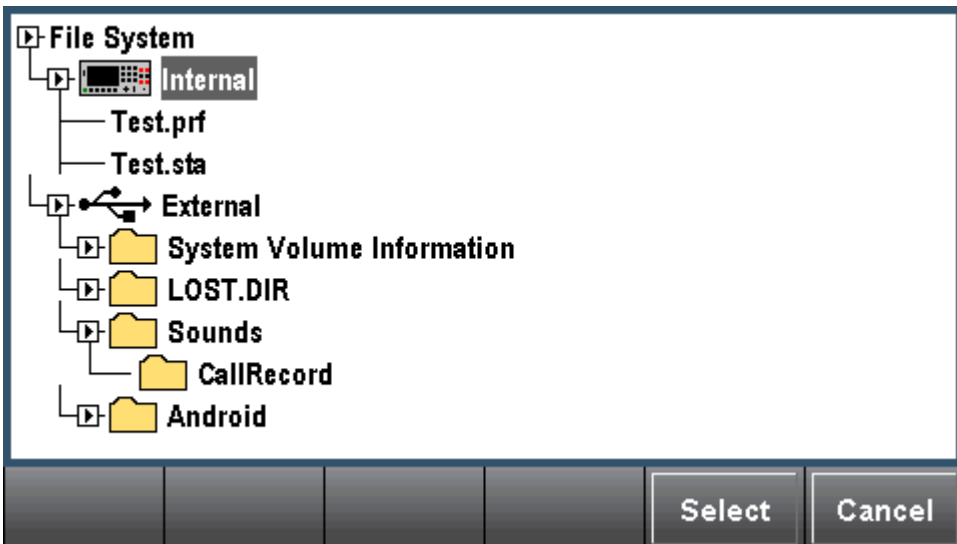 File System
Internal
Test.prf
Test.sta
External
System Volume Information
LOST.DIR
Sounds
CallRecord
Android
Select Cancel